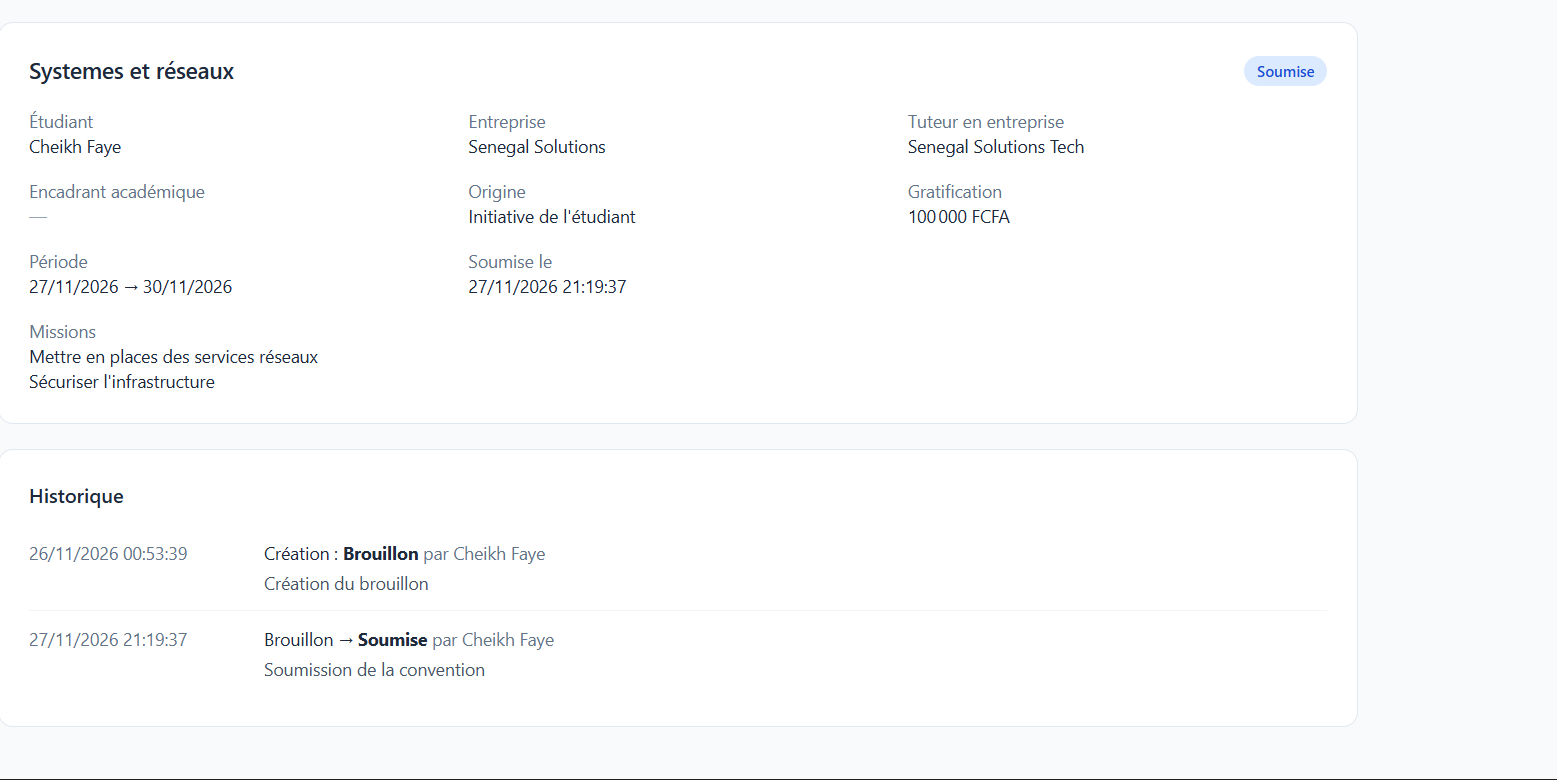 Systemes et réseaux
Soumise
Étudiant
Cheikh Faye
Entreprise
Senegal Solutions
Tuteur en entreprise
Senegal Solutions Tech
Encadrant académique
—
Origine
Initiative de l'étudiant
Gratification
100 000 FCFA
Période
27/11/2026 → 30/11/2026
Soumise le
27/11/2026 21:19:37
Missions
Mettre en places des services réseaux
Sécuriser l'infrastructure
Historique
26/11/2026 00:53:39
Création : Brouillon par Cheikh Faye
Création du brouillon
27/11/2026 21:19:37
Brouillon → Soumise par Cheikh Faye
Soumission de la convention